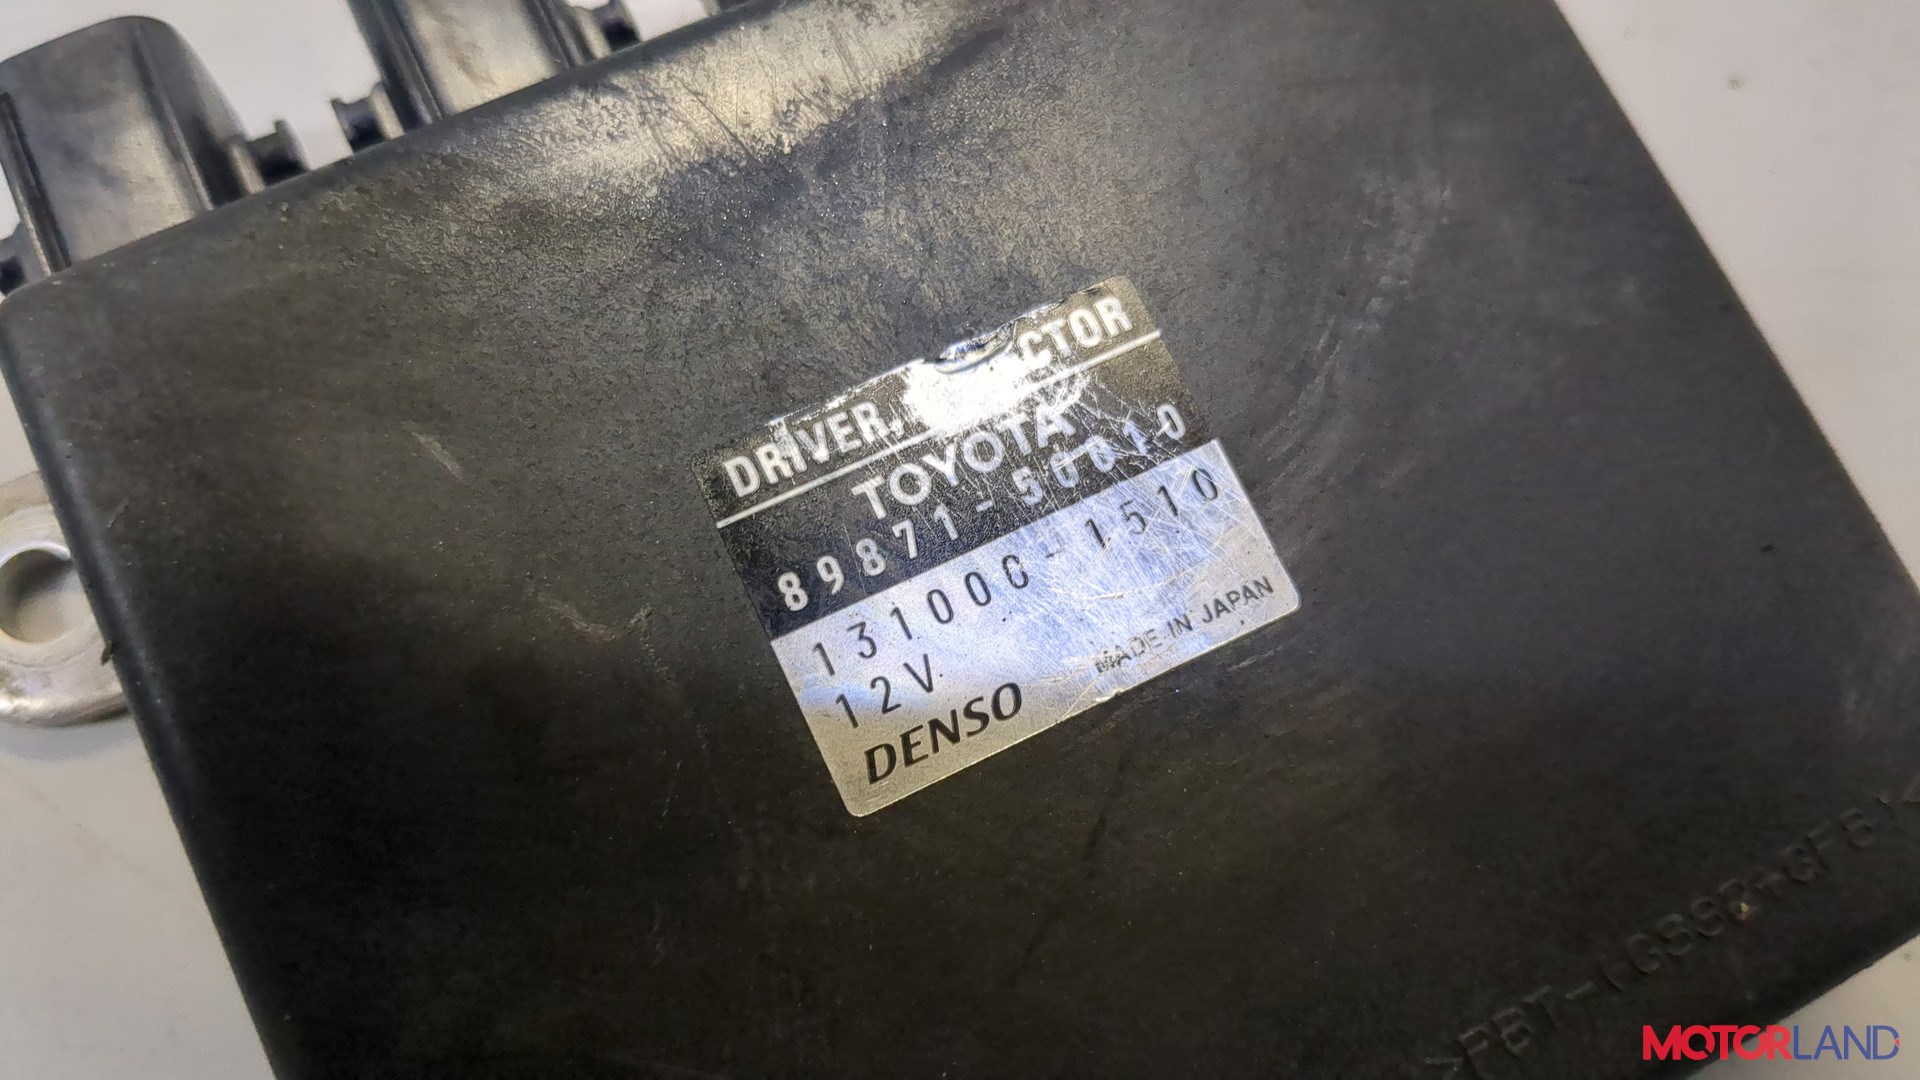 DRIVER, CTOR
TOYOTA
89871-50010
131000-1510
12V
DENSO MADE IN JAPAN
MOTORLAND